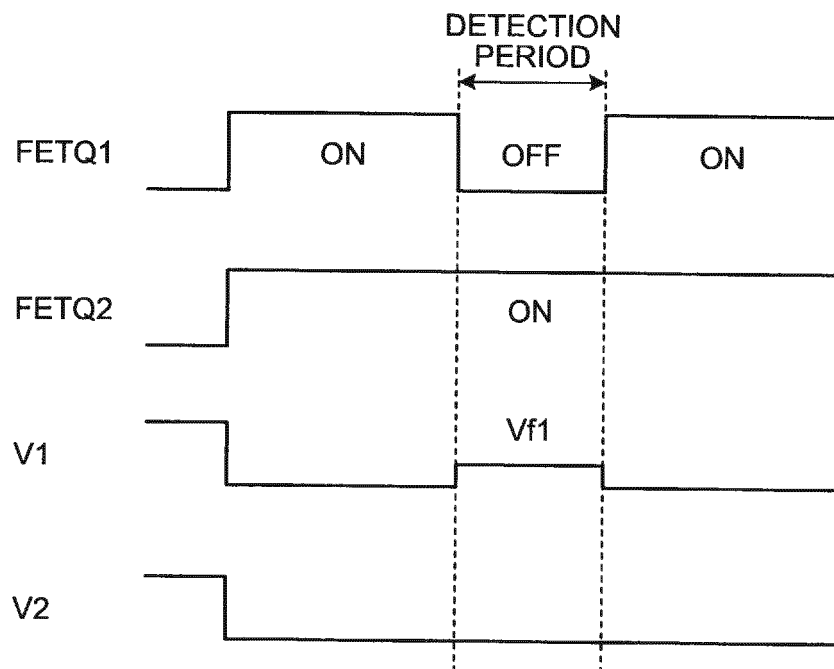 DETECTION
PERIOD
FETQ1
ON
OFF
ON
FETQ2
ON
V1
Vf1
V2